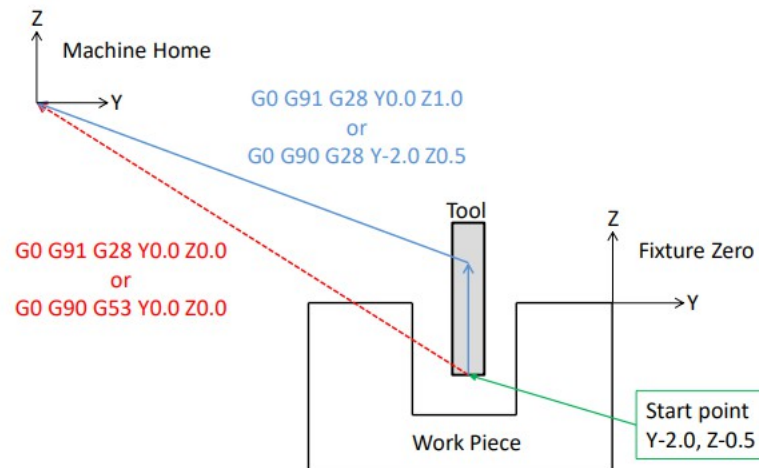 Z
Machine Home
Y
G0 G91 G28 Y0.0 Z1.0
or
G0 G90 G28 Y-2.0 Z0.5
Tool
Z
G0 G91 G28 Y0.0 Z0.0
or
G0 G90 G53 Y0.0 Z0.0
Fixture Zero
Y
Start point
Y-2.0, Z-0.5
Work Piece